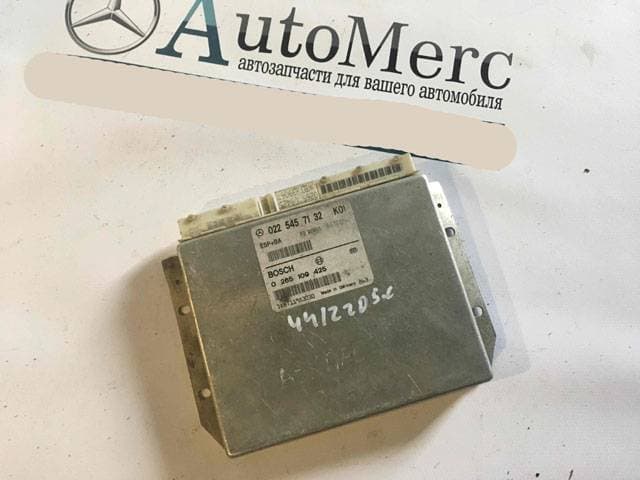 AutoMerc
автозапчасти для вашего автомобиля
022 545 71 32 K01
ESP+BA
BOSCH
0 265 109 425
Made in Germany
44/220 S.c